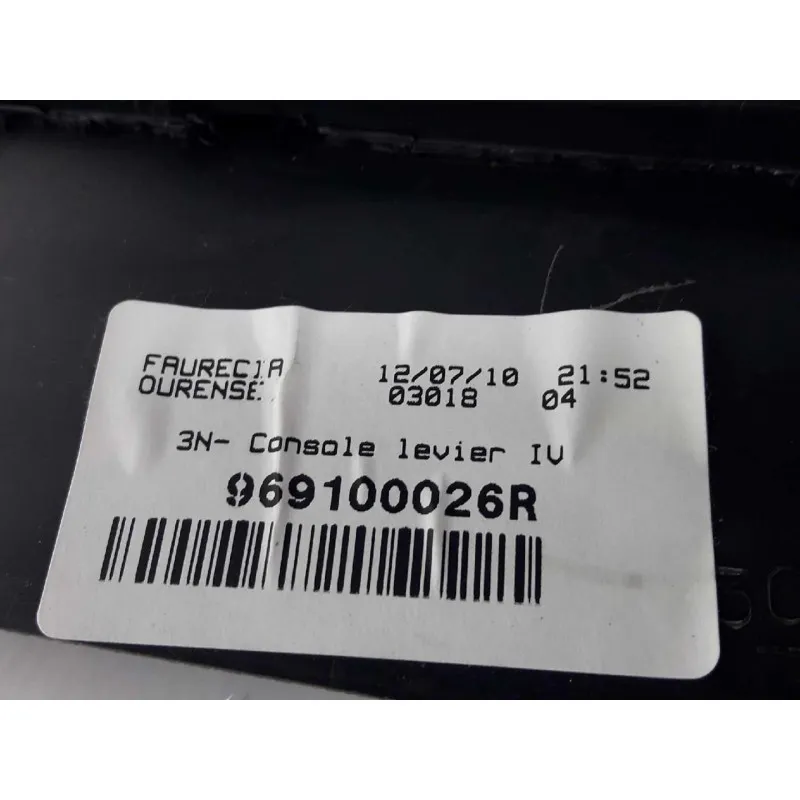 FAURECIA 12/07/10 21:52
OURENSE 03018 04
3N- Console levier IV
969100026R